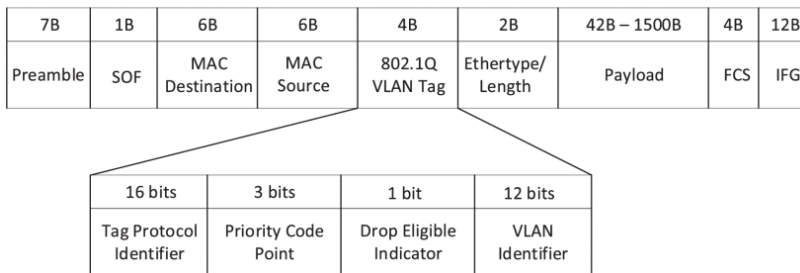 7B 1B 6B 6B 4B 2B 42B – 1500B 4B 12B
Preamble SOF MAC Destination MAC Source 802.1Q VLAN Tag Ethertype/ Length Payload FCS IFG
16 bits 3 bits 1 bit 12 bits
Tag Protocol Identifier Priority Code Point Drop Eligible Indicator VLAN Identifier